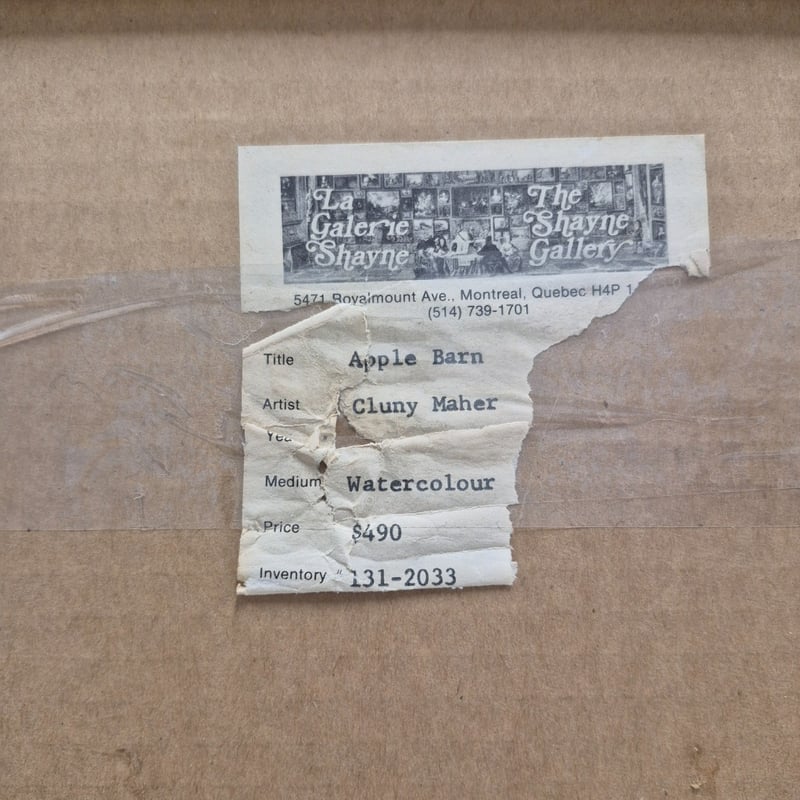 La Galerie Shayne
The Shayne Gallery
5471 Royalmount Ave., Montreal, Quebec H4P 1
(514) 739-1701
Title Apple Barn
Artist Cluny Maher
Yea
Medium Watercolour
Price $490
Inventory # 131-2033